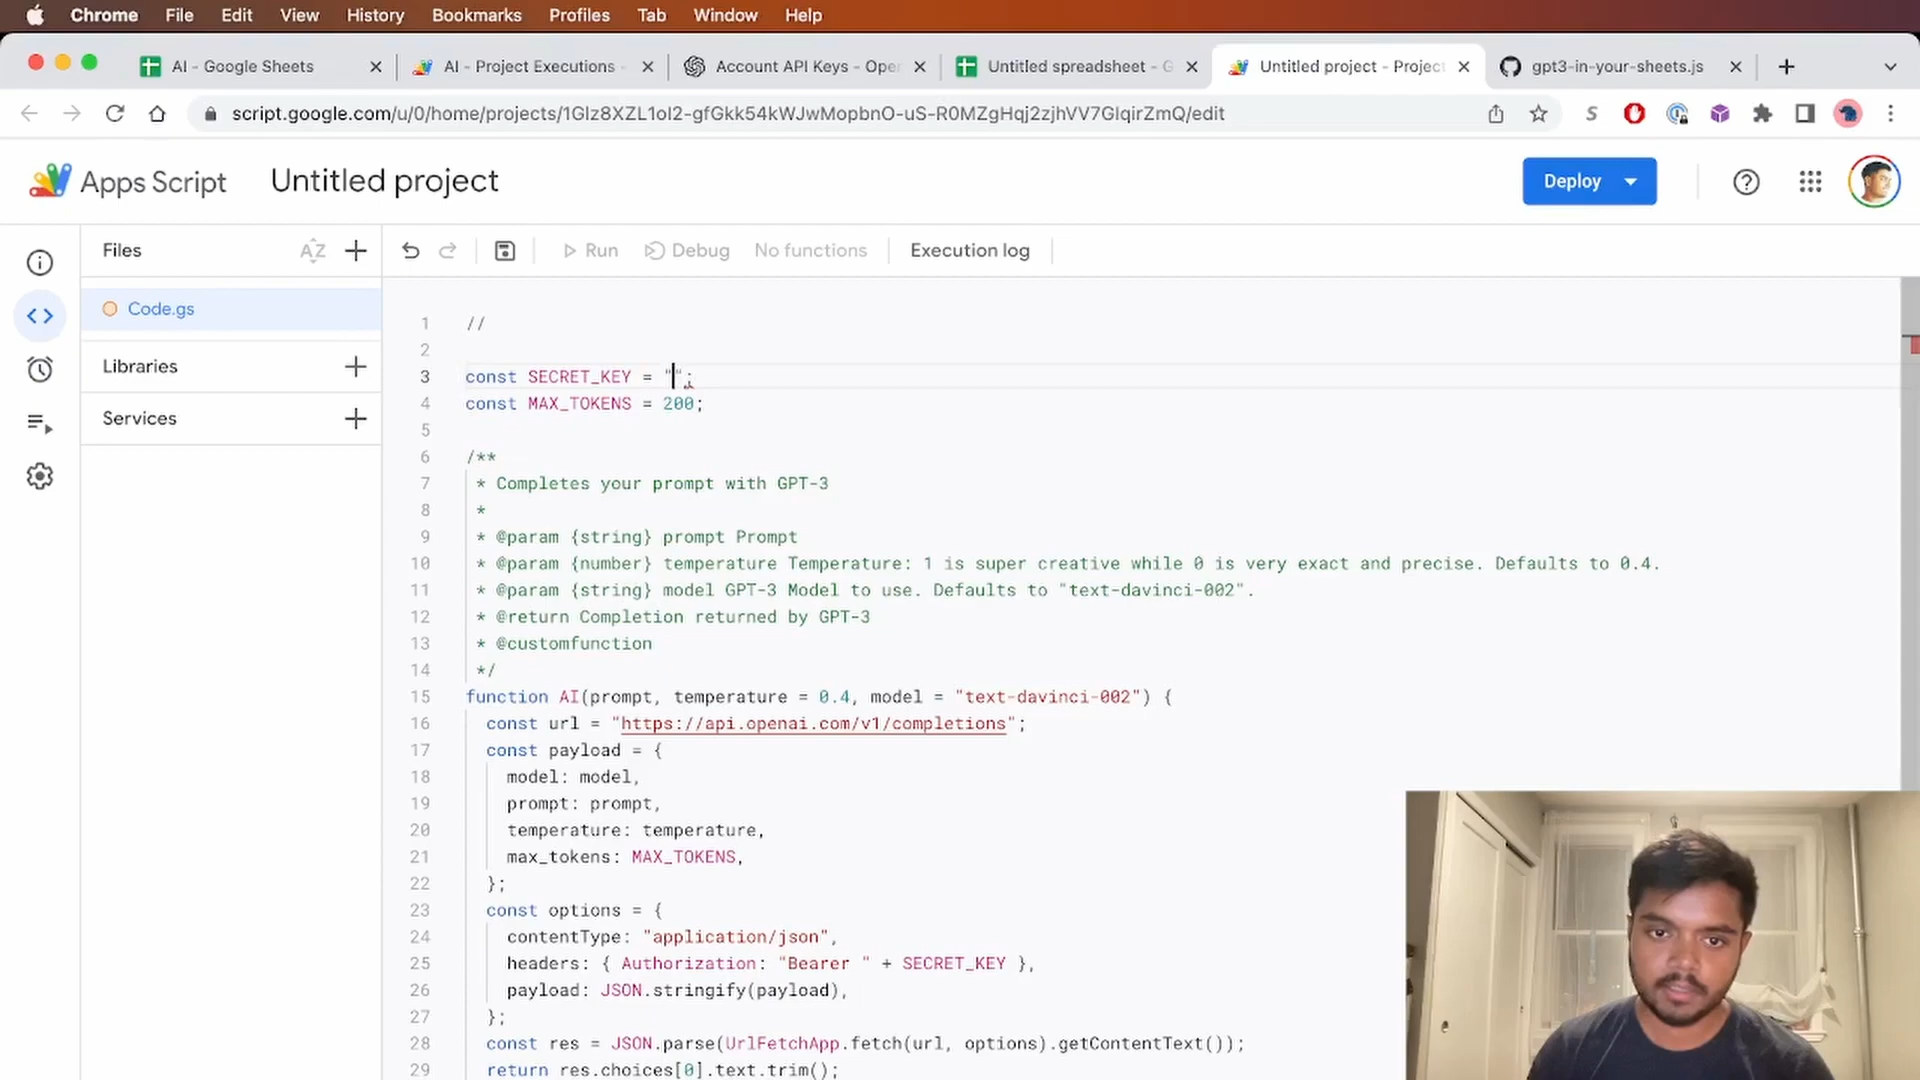 Chrome File Edit View History Bookmarks Profiles Tab Window Help
AI - Google Sheets
AI - Project Executions -
Account API Keys - Oper
Untitled spreadsheet - G
Untitled project - Project
gpt3-in-your-sheets.js
script.google.com/u/0/home/projects/1Glz8XZL1ol2-gfGkk54kWJwMopbnO-uS-R0MZgHqj2zjhVV7GlqirZmQ/edit
Apps Script
Untitled project
Deploy
Files
AZ
Run
Debug
No functions
Execution log
Code.gs
Libraries
Services
1 //
2
3 const SECRET_KEY = "";
4 const MAX_TOKENS = 200;
5
6 /**
7 * Completes your prompt with GPT-3
8 *
9 * @param {string} prompt Prompt
10 * @param {number} temperature Temperature: 1 is super creative while 0 is very exact and precise. Defaults to 0.4.
11 * @param {string} model GPT-3 Model to use. Defaults to "text-davinci-002".
12 * @return Completion returned by GPT-3
13 * @customfunction
14 */
15 function AI(prompt, temperature = 0.4, model = "text-davinci-002") {
16 const url = "https://api.openai.com/v1/completions";
17 const payload = {
18 model: model,
19 prompt: prompt,
20 temperature: temperature,
21 max_tokens: MAX_TOKENS,
22 };
23 const options = {
24 contentType: "application/json",
25 headers: { Authorization: "Bearer " + SECRET_KEY },
26 payload: JSON.stringify(payload),
27 };
28 const res = JSON.parse(UrlFetchApp.fetch(url, options).getContentText());
29 return res.choices[0].text.trim();